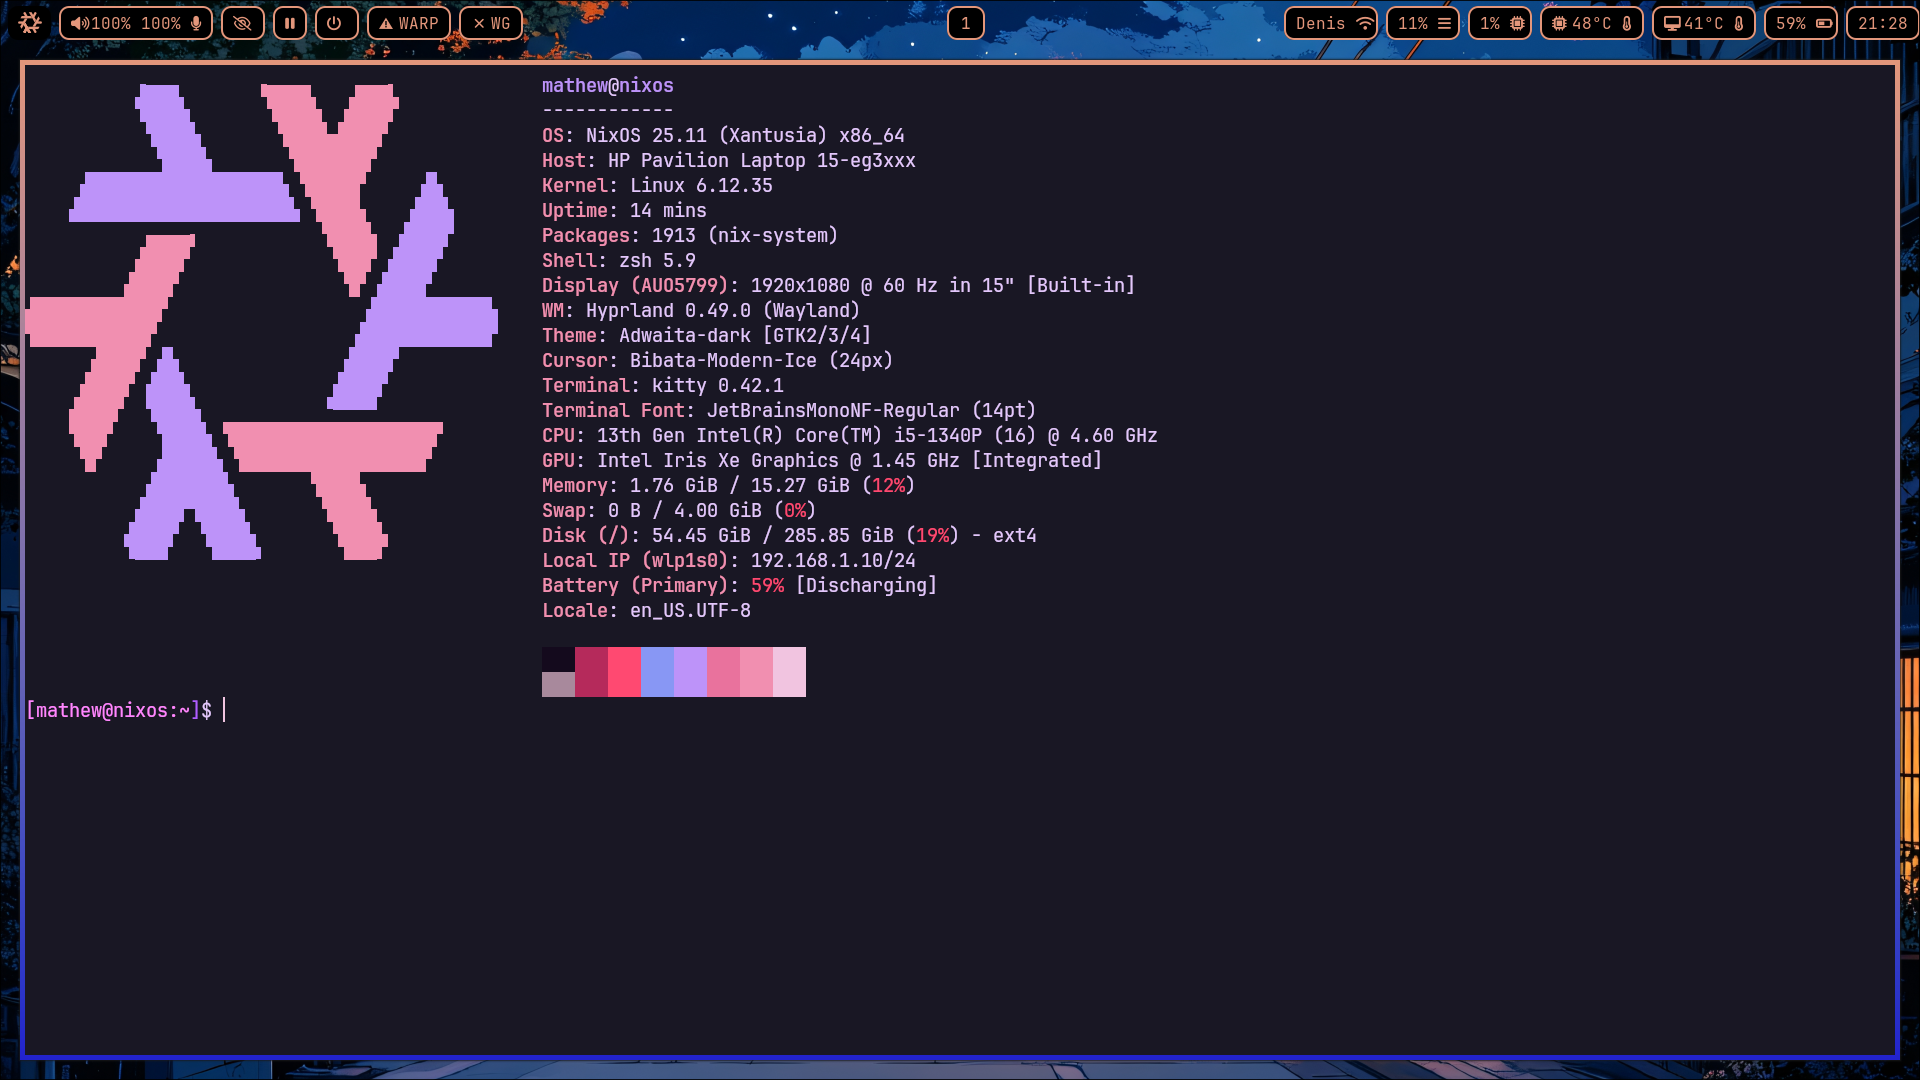 100% 100% WARP WG 1 Denis 11% 1% 48°C 41°C 59% 21:28
mathew@nixos
------------
OS: NixOS 25.11 (Xantusia) x86_64
Host: HP Pavilion Laptop 15-eg3xxx
Kernel: Linux 6.12.35
Uptime: 14 mins
Packages: 1913 (nix-system)
Shell: zsh 5.9
Display (AUO5799): 1920x1080 @ 60 Hz in 15" [Built-in]
WM: Hyprland 0.49.0 (Wayland)
Theme: Adwaita-dark [GTK2/3/4]
Cursor: Bibata-Modern-Ice (24px)
Terminal: kitty 0.42.1
Terminal Font: JetBrainsMonoNF-Regular (14pt)
CPU: 13th Gen Intel(R) Core(TM) i5-1340P (16) @ 4.60 GHz
GPU: Intel Iris Xe Graphics @ 1.45 GHz [Integrated]
Memory: 1.76 GiB / 15.27 GiB (12%)
Swap: 0 B / 4.00 GiB (0%)
Disk (/): 54.45 GiB / 285.85 GiB (19%) - ext4
Local IP (wlp1s0): 192.168.1.10/24
Battery (Primary): 59% [Discharging]
Locale: en_US.UTF-8
[mathew@nixos:~]$